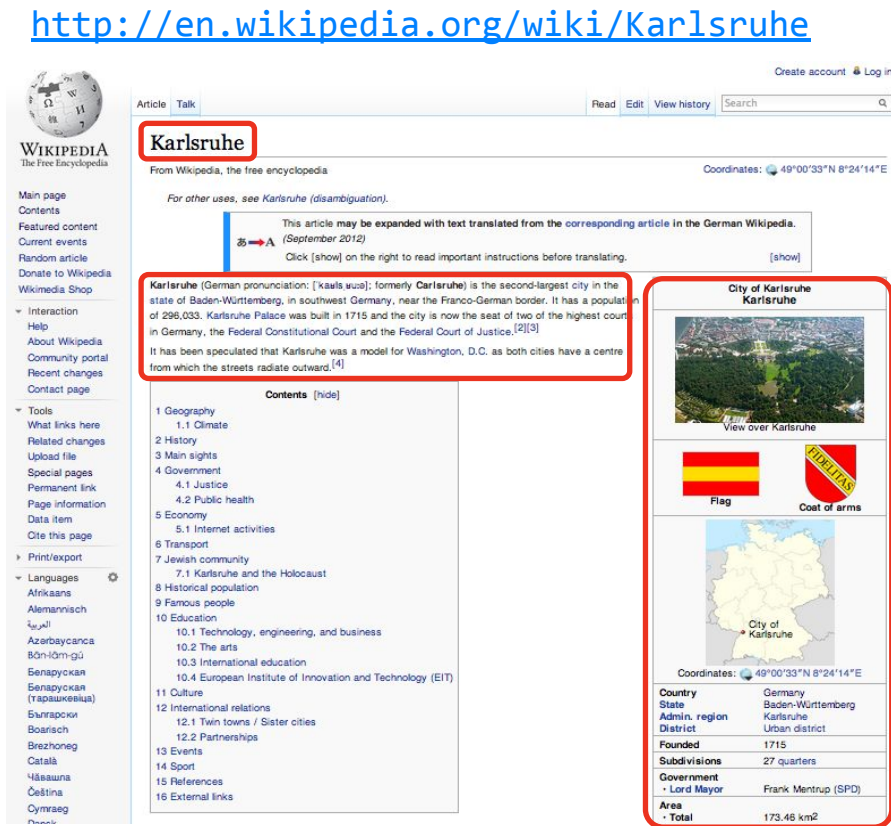 http://en.wikipedia.org/wiki/Karlsruhe
Create account Log in
WIKIPEDIA
The Free Encyclopedia
Main page
Contents
Featured content
Current events
Random article
Donate to Wikipedia
Wikimedia Shop
Interaction
Help
About Wikipedia
Community portal
Recent changes
Contact page
Tools
What links here
Related changes
Upload file
Special pages
Permanent link
Page information
Data item
Cite this page
Print/export
Languages
Afrikaans
Alemannisch
العربية
Azərbaycanca
Bân-lâm-gú
Беларуская
Беларуская
(тарашкевіца)
Български
Boarisch
Brezhoneg
Català
Чӑвашла
Čeština
Cymraeg
Dansk
Article Talk Read Edit View history Search
Karlsruhe
From Wikipedia, the free encyclopedia
Coordinates: 49°00′33″N 8°24′14″E
For other uses, see Karlsruhe (disambiguation).
This article may be expanded with text translated from the corresponding article in the German Wikipedia.
(September 2012)
Click [show] on the right to read important instructions before translating. [show]
あ A
Karlsruhe (German pronunciation: [ˈkaʁlsˌʁuːə]; formerly Carlsruhe) is the second-largest city in the
state of Baden-Württemberg, in southwest Germany, near the Franco-German border. It has a population
of 296,033. Karlsruhe Palace was built in 1715 and the city is now the seat of two of the highest courts
in Germany, the Federal Constitutional Court and the Federal Court of Justice.[2][3]
It has been speculated that Karlsruhe was a model for Washington, D.C. as both cities have a centre
from which the streets radiate outward.[4]
Contents [hide]
1 Geography
1.1 Climate
2 History
3 Main sights
4 Government
4.1 Justice
4.2 Public health
5 Economy
5.1 Internet activities
6 Transport
7 Jewish community
7.1 Karlsruhe and the Holocaust
8 Historical population
9 Famous people
10 Education
10.1 Technology, engineering, and business
10.2 The arts
10.3 International education
10.4 European Institute of Innovation and Technology (EIT)
11 Culture
12 International relations
12.1 Twin towns / Sister cities
12.2 Partnerships
13 Events
14 Sport
15 References
16 External links
City of Karlsruhe
Karlsruhe
View over Karlsruhe
FIDELITAS
Flag
Coat of arms
City of
Karlsruhe
Coordinates: 49°00′33″N 8°24′14″E
Country Germany
State Baden-Württemberg
Admin. region Karlsruhe
District Urban district
Founded 1715
Subdivisions 27 quarters
Government
• Lord Mayor Frank Mentrup (SPD)
Area
• Total 173.46 km2